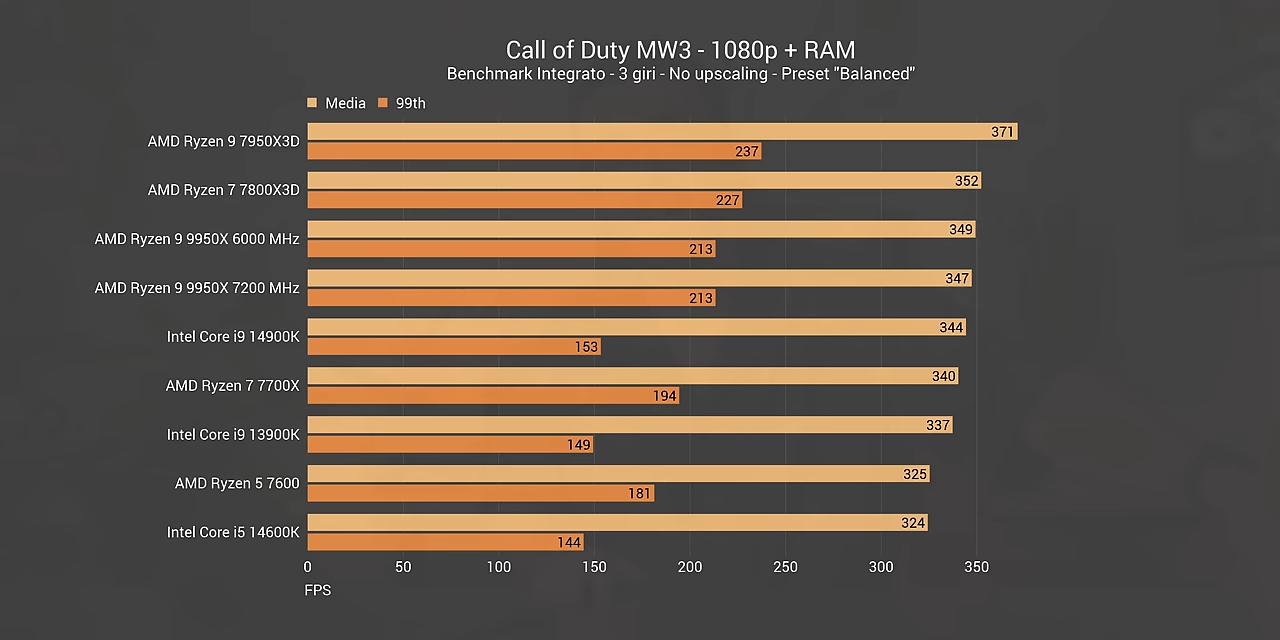 Call of Duty MW3 - 1080p + RAM
Benchmark Integrato - 3 giri - No upscaling - Preset "Balanced"
Media 99th
AMD Ryzen 9 7950X3D 371
237
AMD Ryzen 7 7800X3D 352
227
AMD Ryzen 9 9950X 6000 MHz 349
213
AMD Ryzen 9 9950X 7200 MHz 347
213
Intel Core i9 14900K 344
153
AMD Ryzen 7 7700X 340
194
Intel Core i9 13900K 337
149
AMD Ryzen 5 7600 325
181
Intel Core i5 14600K 324
144
0 50 100 150 200 250 300 350
FPS